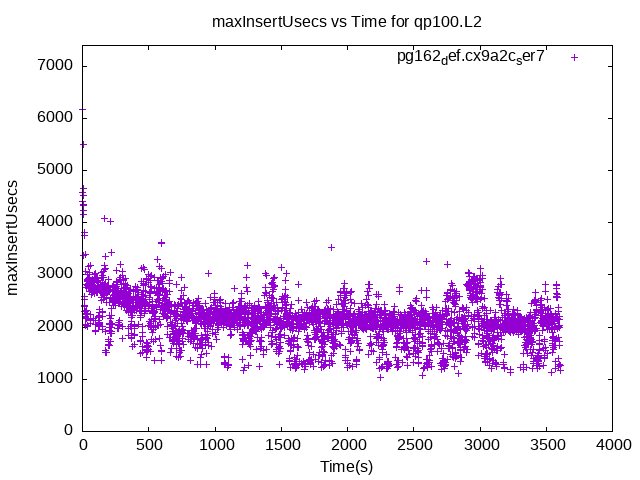 maxInsertUsecs vs Time for qp100.L2
pg162def.cx9a2cser7
7000
6000
5000
4000
3000
2000
1000
0
maxInsertUsecs
0 500 1000 1500 2000 2500 3000 3500 4000
Time(s)